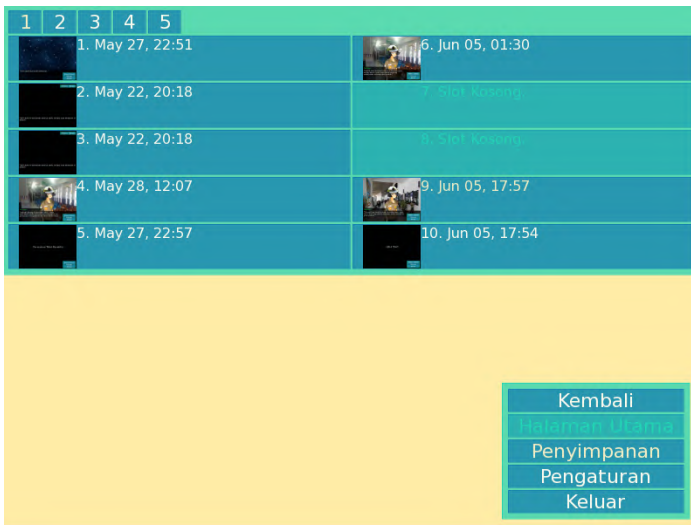 1 2 3 4 5
1. May 27, 22:51
2. May 22, 20:18
3. May 22, 20:18
4. May 28, 12:07
5. May 27, 22:57
6. Jun 05, 01:30
7. Slot Kosong.
8. Slot Kosong.
9. Jun 05, 17:57
10. Jun 05, 17:54
Kembali
Halaman Utama
Penyimpanan
Pengaturan
Keluar